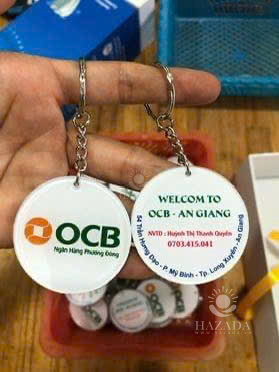 OCB
Ngân Hàng Phương Đông
WELCOM TO
OCB - AN GIANG
NVTD : Huỳnh Thị Thanh Quyền
0703.415.041
54 Trần Hưng Đạo - P. Mỹ Bình - Tp. Long Xuyên - An Giang
HAZADA